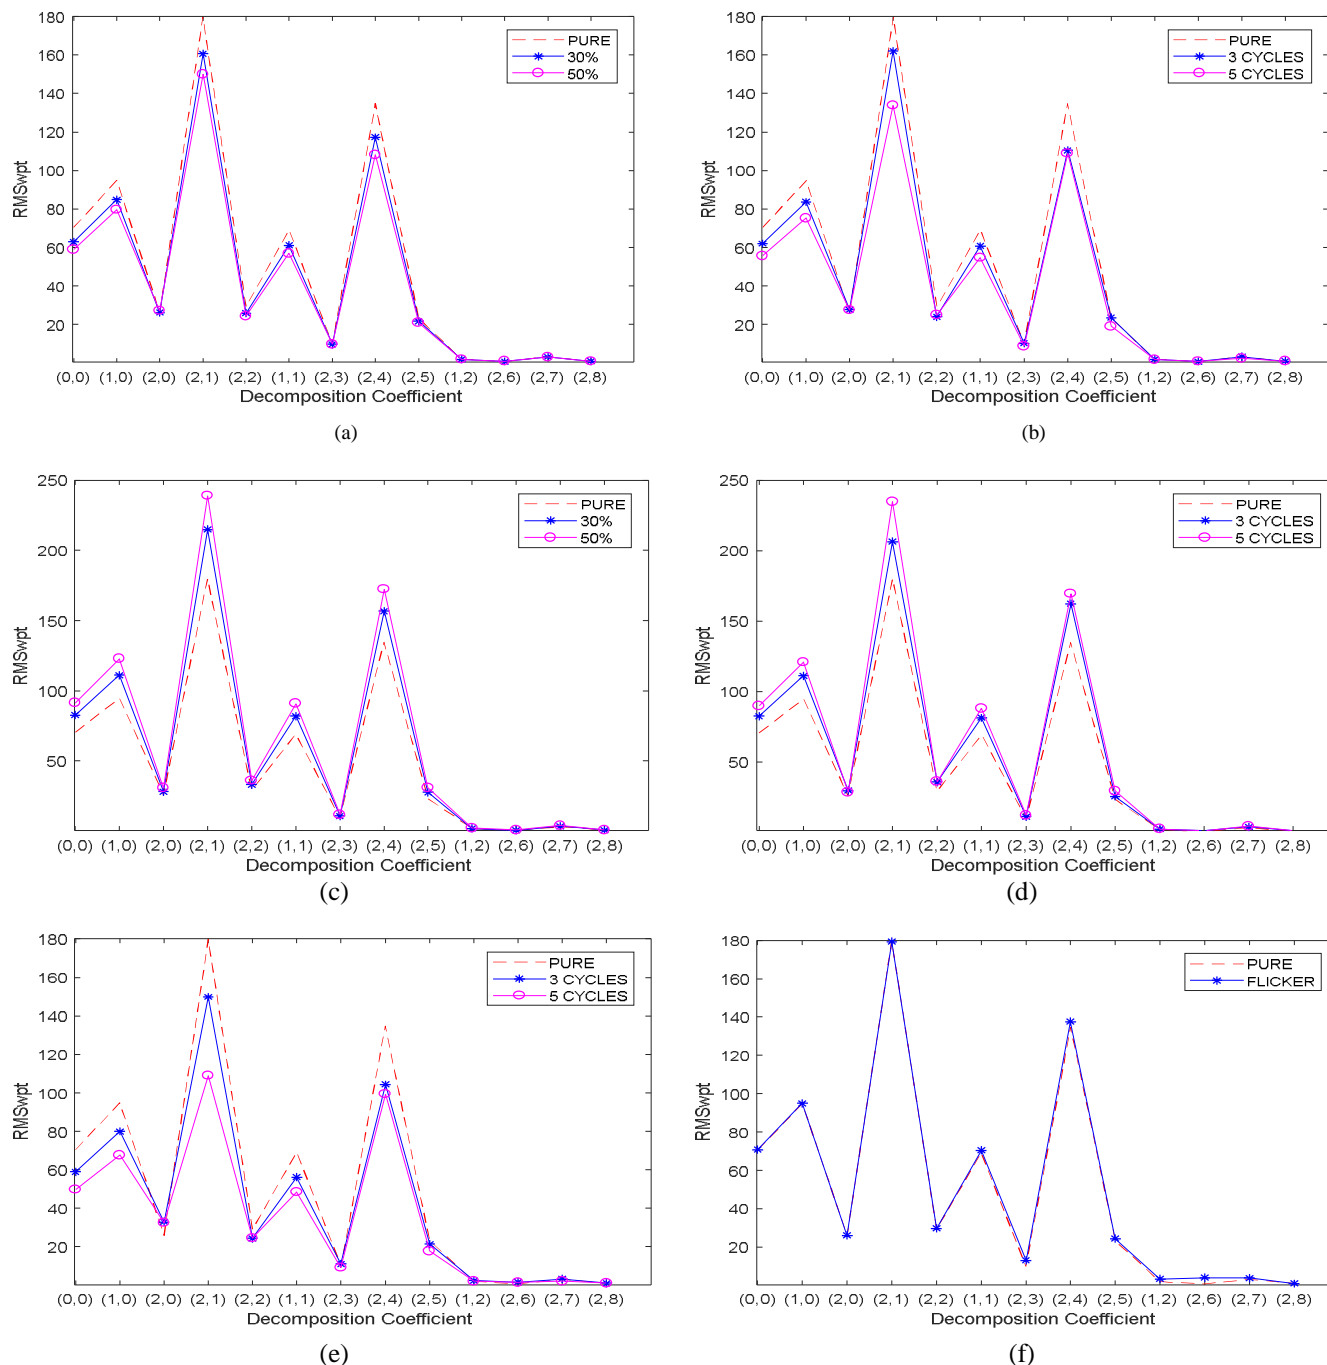 180
160
140
120
100
80
60
40
20
RMSwpt
PURE
30%
50%
(0,0) (1,0) (2,0) (2,1) (2,2) (1,1) (2,3) (2,4) (2,5) (1,2) (2,6) (2,7) (2,8)
Decomposition Coefficient
(a)
180
160
140
120
100
80
60
40
20
RMSwpt
PURE
3 CYCLES
5 CYCLES
(0,0) (1,0) (2,0) (2,1) (2,2) (1,1) (2,3) (2,4) (2,5) (1,2) (2,6) (2,7) (2,8)
Decomposition Coefficient
(b)
250
200
150
100
50
RMSwpt
PURE
30%
50%
(0,0) (1,0) (2,0) (2,1) (2,2) (1,1) (2,3) (2,4) (2,5) (1,2) (2,6) (2,7) (2,8)
Decomposition Coefficient
(c)
250
200
150
100
50
RMSwpt
PURE
3 CYCLES
5 CYCLES
(0,0) (1,0) (2,0) (2,1) (2,2) (1,1) (2,3) (2,4) (2,5) (1,2) (2,6) (2,7) (2,8)
Decomposition Coefficient
(d)
180
160
140
120
100
80
60
40
20
RMSwpt
PURE
3 CYCLES
5 CYCLES
(0,0) (1,0) (2,0) (2,1) (2,2) (1,1) (2,3) (2,4) (2,5) (1,2) (2,6) (2,7) (2,8)
Decomposition Coefficient
(e)
180
160
140
120
100
80
60
40
20
RMSwpt
PURE
FLICKER
(0,0) (1,0) (2,0) (2,1) (2,2) (1,1) (2,3) (2,4) (2,5) (1,2) (2,6) (2,7) (2,8)
Decomposition Coefficient
(f)